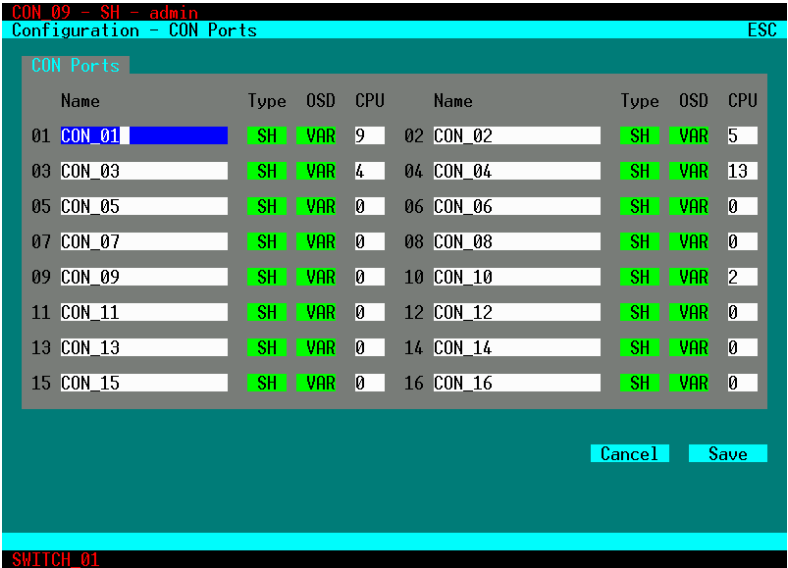 CON_09 - SH - admin
Configuration - CON Ports ESC
CON Ports
Name Type OSD CPU Name Type OSD CPU
01 CON_01 SH VAR 9 02 CON_02 SH VAR 5
03 CON_03 SH VAR 4 04 CON_04 SH VAR 13
05 CON_05 SH VAR 0 06 CON_06 SH VAR 0
07 CON_07 SH VAR 0 08 CON_08 SH VAR 0
09 CON_09 SH VAR 0 10 CON_10 SH VAR 2
11 CON_11 SH VAR 0 12 CON_12 SH VAR 0
13 CON_13 SH VAR 0 14 CON_14 SH VAR 0
15 CON_15 SH VAR 0 16 CON_16 SH VAR 0
Cancel Save
SWITCH_01